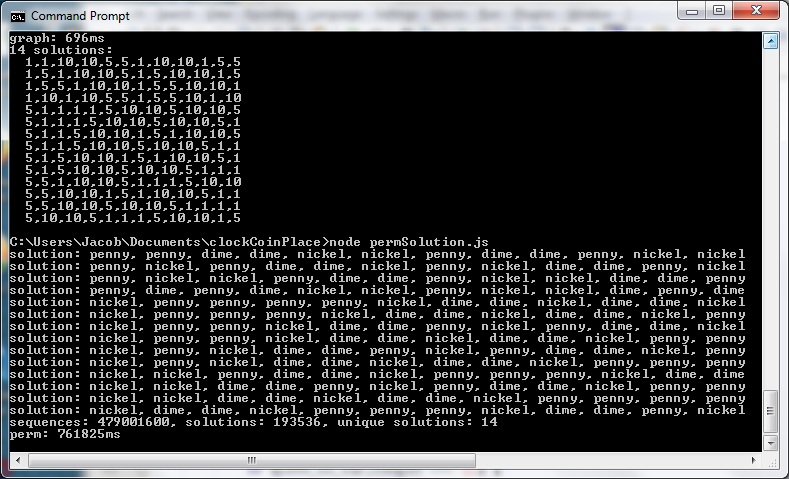 Command Prompt
graph: 696ms
14 solutions:
1,1,10,10,5,5,1,10,10,1,5,5
1,5,1,10,10,5,1,5,10,10,1,5
1,5,5,1,10,10,1,5,5,10,10,1
1,10,1,10,5,5,1,5,5,10,1,10
5,1,1,1,1,5,10,10,5,10,10,5
5,1,1,1,5,10,10,5,10,10,5,1
5,1,1,5,10,10,1,5,1,10,10,5
5,1,1,5,10,10,5,10,10,5,1,1
5,1,5,10,10,1,5,1,10,10,5,1
5,1,5,10,10,5,10,10,5,1,1,1
5,5,1,10,10,5,1,1,1,5,10,10
5,5,10,10,1,5,1,10,10,5,1,1
5,5,10,10,5,10,10,5,1,1,1,1
5,10,10,5,1,1,1,5,10,10,1,5
C:\Users\Jacob\Documents\clockCoinPlace>node permSolution.js
solution: penny, penny, dime, dime, nickel, nickel, penny, dime, dime, penny, nickel, nickel
solution: penny, nickel, penny, dime, dime, nickel, penny, nickel, dime, dime, penny, nickel
solution: penny, nickel, nickel, penny, dime, dime, penny, nickel, nickel, dime, dime, penny
solution: penny, dime, penny, dime, nickel, nickel, penny, nickel, nickel, dime, penny, dime
solution: nickel, penny, penny, penny, penny, nickel, dime, dime, nickel, dime, dime, nickel
solution: nickel, penny, penny, penny, nickel, dime, dime, nickel, dime, dime, nickel, penny
solution: nickel, penny, penny, nickel, dime, dime, penny, nickel, penny, dime, dime, nickel
solution: nickel, penny, penny, nickel, dime, dime, nickel, dime, dime, nickel, penny, penny
solution: nickel, penny, nickel, dime, dime, penny, nickel, penny, dime, dime, nickel, penny
solution: nickel, penny, nickel, dime, dime, nickel, dime, dime, nickel, penny, penny, penny
solution: nickel, nickel, penny, dime, dime, nickel, penny, penny, penny, nickel, dime, dime
solution: nickel, nickel, dime, dime, penny, nickel, penny, dime, dime, nickel, penny, penny
solution: nickel, nickel, dime, dime, nickel, dime, dime, nickel, penny, penny, penny, penny
solution: nickel, dime, dime, nickel, penny, penny, penny, nickel, dime, dime, penny, nickel
sequences: 479001600, solutions: 193536, unique solutions: 14
perm: 761825ms